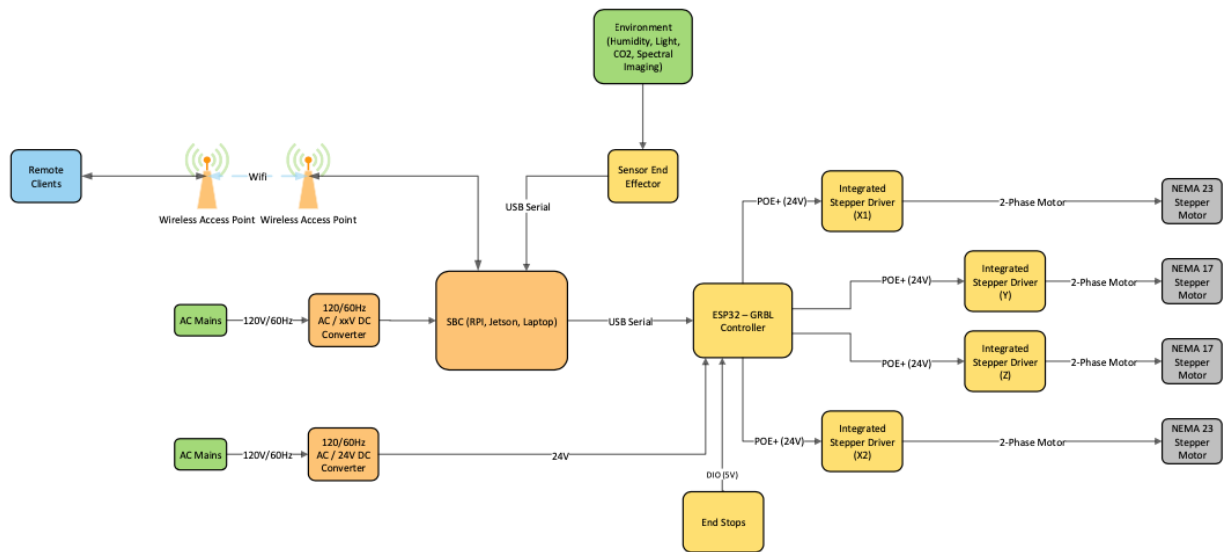 Environment
(Humidity, Light,
CO2, Spectral
Imaging)
Remote
Clients
Wifi
Wireless Access Point
Wireless Access Point
Sensor End
Effector
USB Serial
POE+ (24V)
Integrated
Stepper Driver
(X1)
2-Phase Motor
NEMA 23
Stepper
Motor
POE+ (24V)
Integrated
Stepper Driver
(Y)
2-Phase Motor
NEMA 17
Stepper
Motor
AC Mains
120V/60Hz
120/60Hz
AC / xxV DC
Converter
SBC (RPI, Jetson, Laptop)
USB Serial
ESP32 – GRBL
Controller
POE+ (24V)
Integrated
Stepper Driver
(Z)
2-Phase Motor
NEMA 17
Stepper
Motor
AC Mains
120V/60Hz
120/60Hz
AC / 24V DC
Converter
24V
POE+ (24V)
Integrated
Stepper Driver
(X2)
2-Phase Motor
NEMA 23
Stepper
Motor
DIO (5V)
End Stops